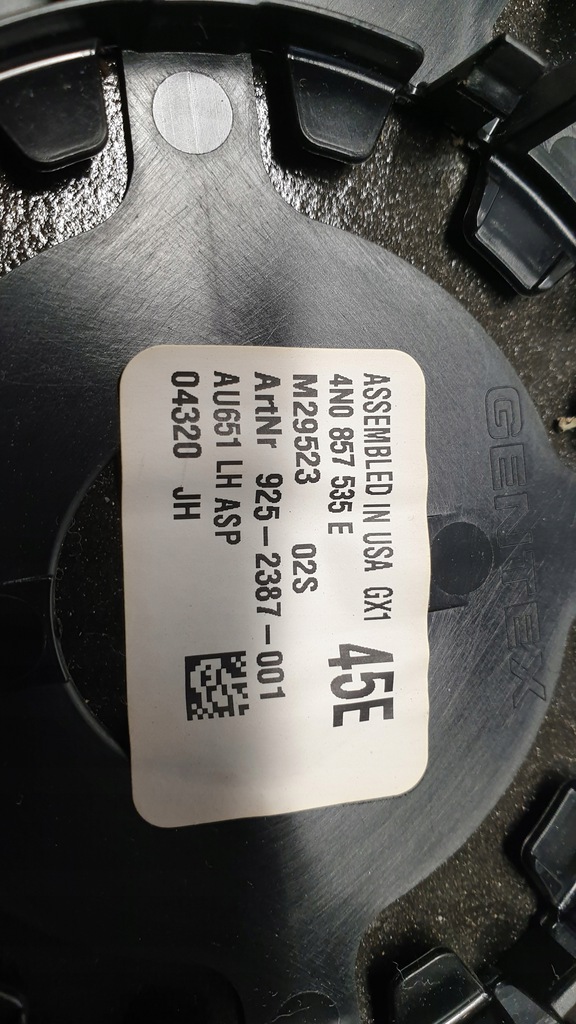 ASSEMBLED IN USA GX1
4N0 857 535 E 45E
M29523 02S
ArtNr 925-2387-001
AU651 LH ASP
04320 JH
GENTEX